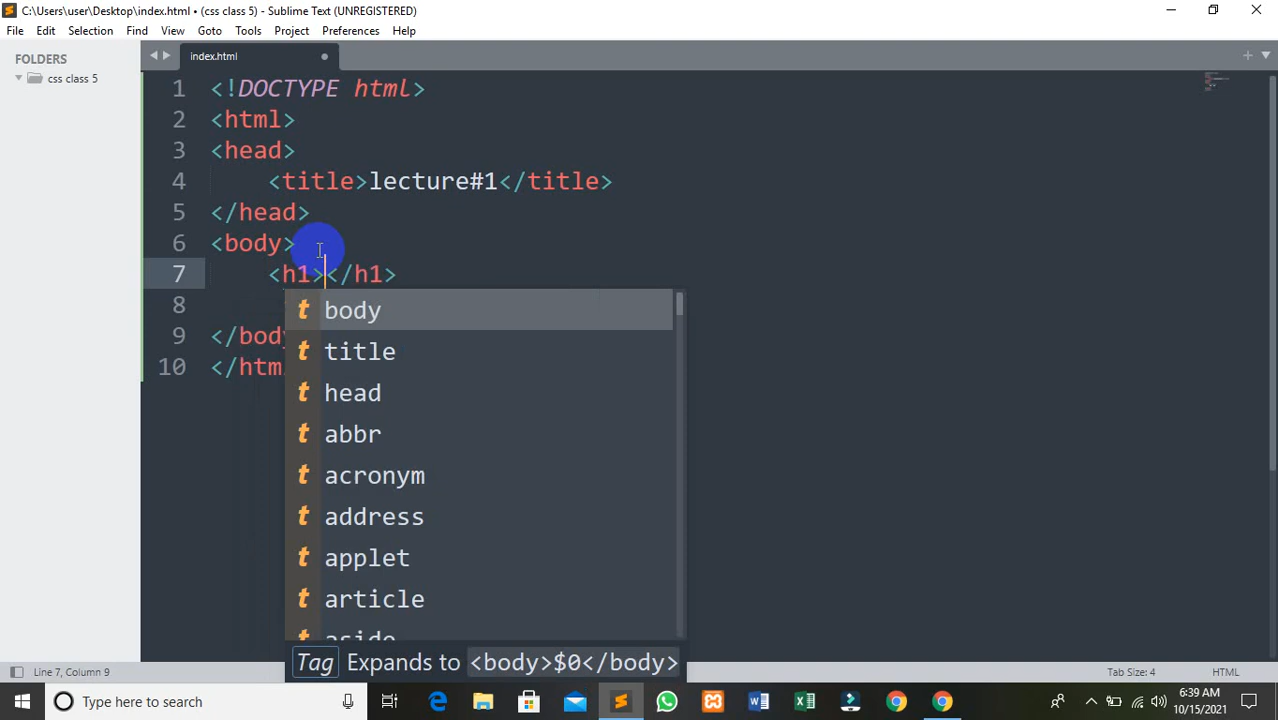 C:\Users\user\Desktop\index.html • (css class 5) - Sublime Text (UNREGISTERED)
File Edit Selection Find View Goto Tools Project Preferences Help
FOLDERS
css class 5
index.html
1 <!DOCTYPE html>
2 <html>
3 <head>
4 <title>lecture#1</title>
5 </head>
6 <body>
7 <h1></h1>
8
9 </body
10 </htm
t body
t title
t head
t abbr
t acronym
t address
t applet
t article
aside
Tag Expands to <body>$0</body>
Line 7, Column 9
Tab Size: 4
HTML
Type here to search
6:39 AM
10/15/2021